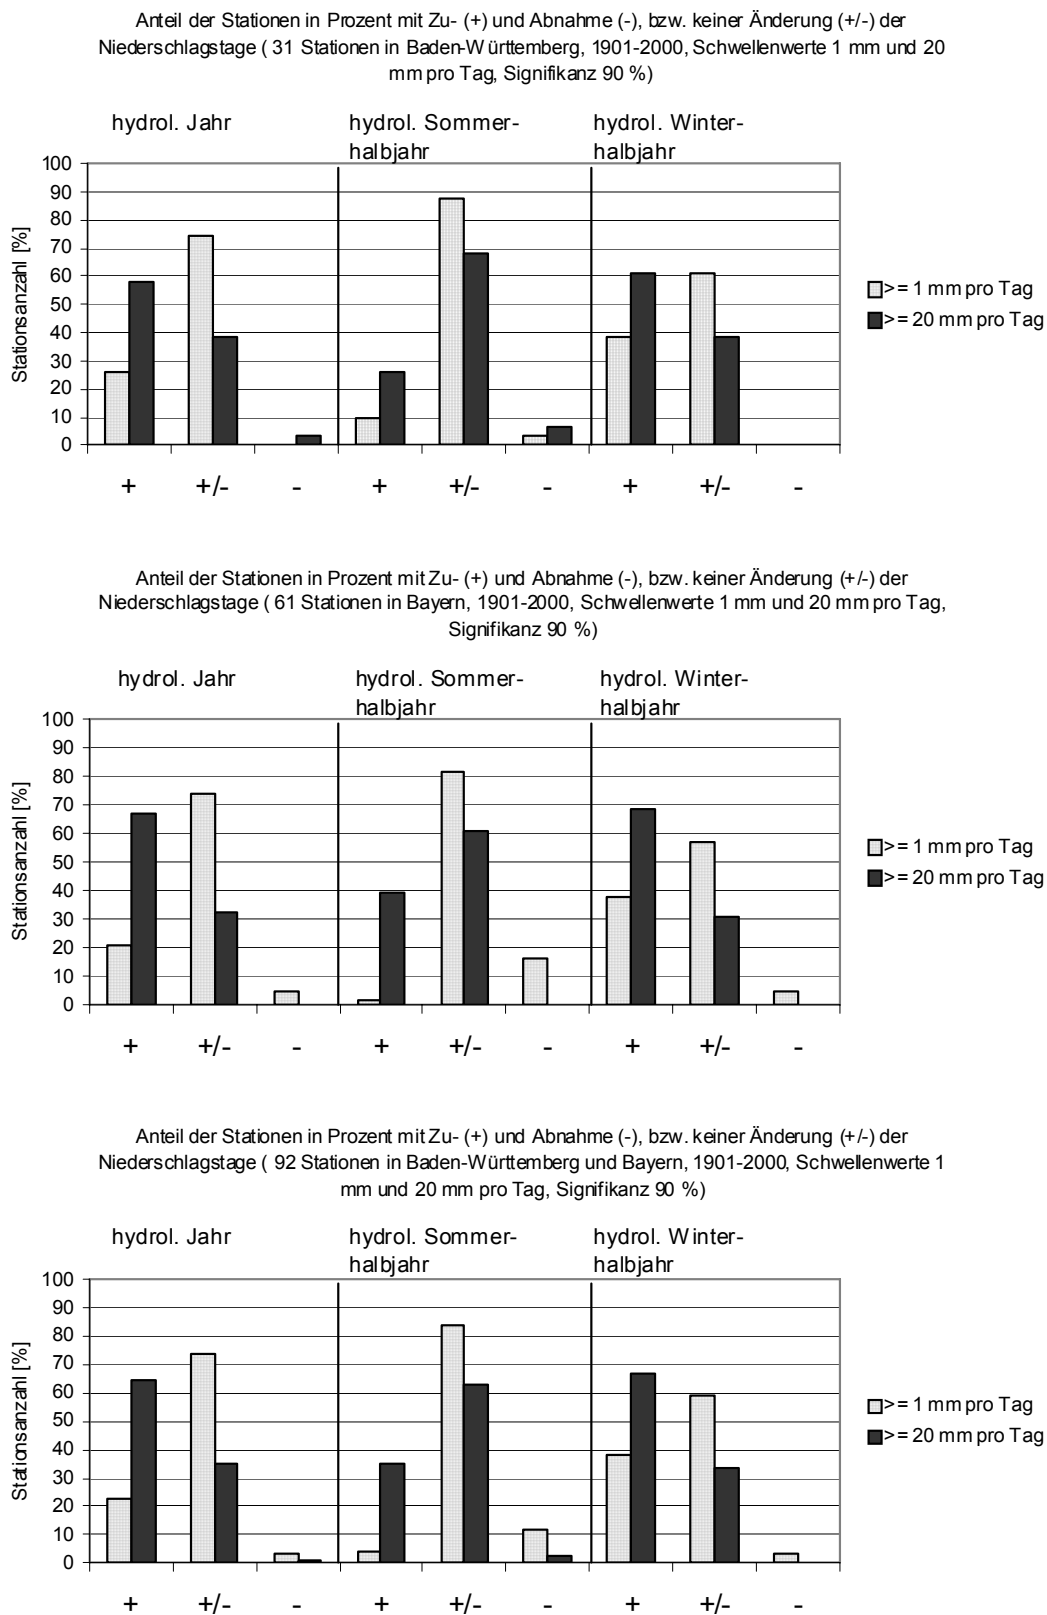 Anteil der Stationen in Prozent mit Zu- (+) und Abnahme (-), bzw. keiner Änderung (+/-) der
Niederschlagstage ( 31 Stationen in Baden-Württemberg, 1901-2000, Schwellenwerte 1 mm und 20
mm pro Tag, Signifikanz 90 %)
hydrol. Jahr
hydrol. Sommer-
halbjahr
hydrol. Winter-
halbjahr
Stationsanzahl [%]
100
90
80
70
60
50
40
30
20
10
0
+ +/- - + +/- - + +/- -
>= 1 mm pro Tag
>= 20 mm pro Tag
Anteil der Stationen in Prozent mit Zu- (+) und Abnahme (-), bzw. keiner Änderung (+/-) der
Niederschlagstage ( 61 Stationen in Bayern, 1901-2000, Schwellenwerte 1 mm und 20 mm pro Tag,
Signifikanz 90 %)
hydrol. Jahr
hydrol. Sommer-
halbjahr
hydrol. Winter-
halbjahr
Stationsanzahl [%]
100
90
80
70
60
50
40
30
20
10
0
+ +/- - + +/- - + +/- -
>= 1 mm pro Tag
>= 20 mm pro Tag
Anteil der Stationen in Prozent mit Zu- (+) und Abnahme (-), bzw. keiner Änderung (+/-) der
Niederschlagstage ( 92 Stationen in Baden-Württemberg und Bayern, 1901-2000, Schwellenwerte 1
mm und 20 mm pro Tag, Signifikanz 90 %)
hydrol. Jahr
hydrol. Sommer-
halbjahr
hydrol. Winter-
halbjahr
Stationsanzahl [%]
100
90
80
70
60
50
40
30
20
10
0
+ +/- - + +/- - + +/- -
>= 1 mm pro Tag
>= 20 mm pro Tag